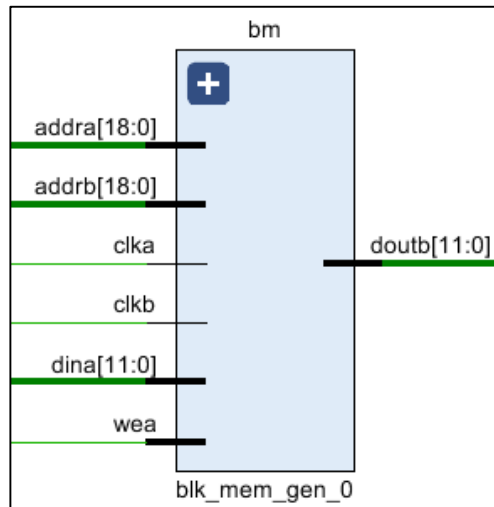 bm
addra[18:0]
addrb[18:0]
clka
doutb[11:0]
clkb
dina[11:0]
wea
blk_mem_gen_0